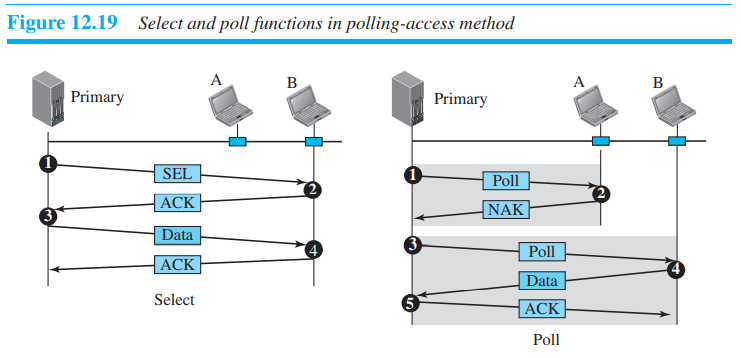 Figure 12.19 Select and poll functions in polling-access method
Primary
A
B
1
SEL
2
ACK
3
Data
4
ACK
Select
Primary
A
B
1
Poll
2
NAK
3
Poll
4
Data
5
ACK
Poll